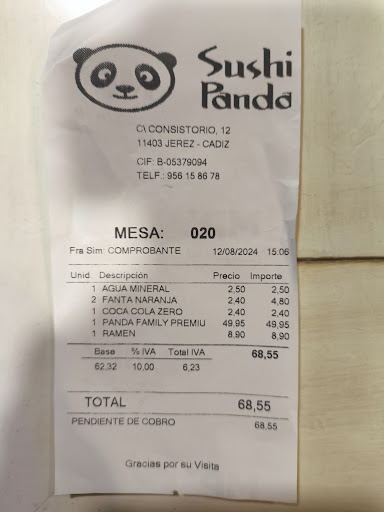 Sushi
Panda
C\ CONSISTORIO, 12
11403 JEREZ - CADIZ
CIF: B-05379094
TELF.: 956 15 86 78
MESA: 020
Fra Sim: COMPROBANTE 12/08/2024 15:06
Unid Descripción Precio Importe
1 AGUA MINERAL 2,50 2,50
2 FANTA NARANJA 2,40 4,80
1 COCA COLA ZERO 2,40 2,40
1 PANDA FAMILY PREMIU 49,95 49,95
1 RAMEN 8,90 8,90
Base % IVA Total IVA 68,55
62,32 10,00 6,23
TOTAL 68,55
PENDIENTE DE COBRO 68,55
Gracias por su Visita